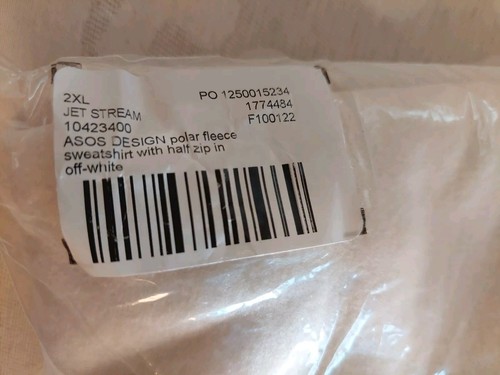 2XL
JET STREAM
10423400
PO 1250015234
1774484
F100122
ASOS DESIGN polar fleece
sweatshirt with half zip in
off-white